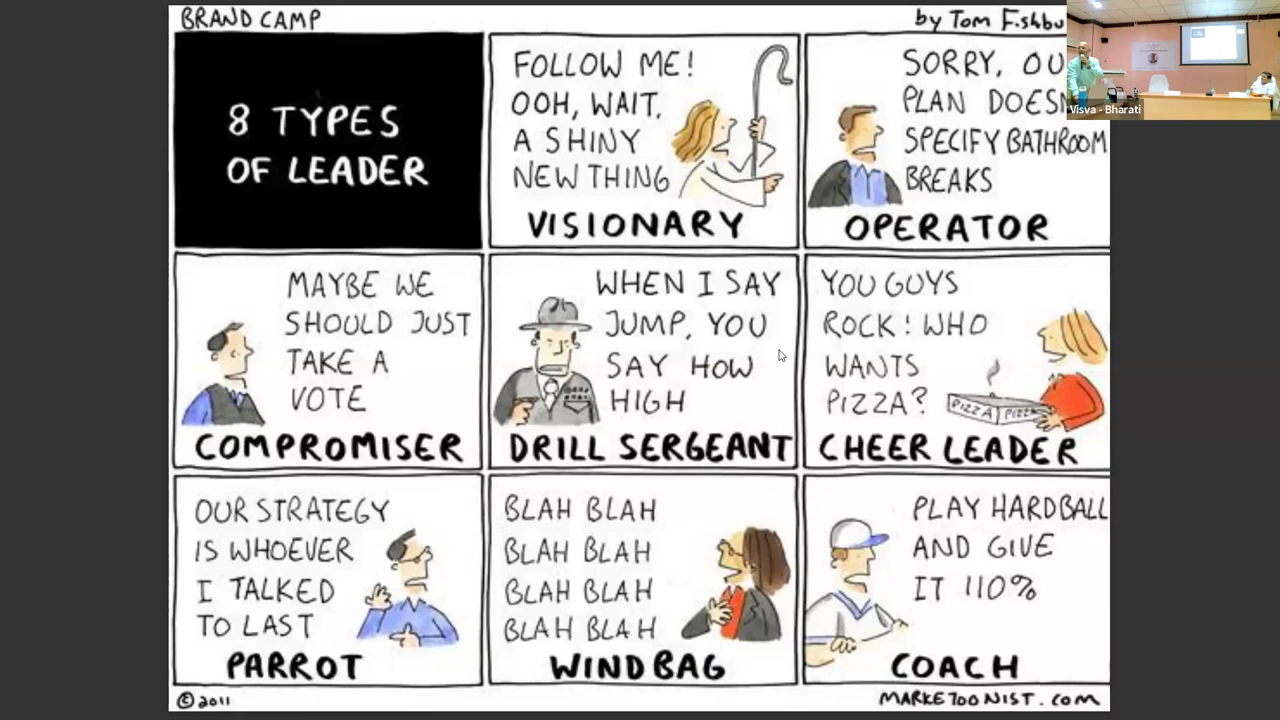 BRAND CAMP
by Tom Fishbu
8 TYPES
OF LEADER
FOLLOW ME!
OOH, WAIT,
A SHINY
NEW THING
VISIONARY
SORRY, OU
PLAN DOESN
SPECIFY BATHROOM
BREAKS
OPERATOR
MAYBE WE
SHOULD JUST
TAKE A
VOTE
COMPROMISER
WHEN I SAY
JUMP, YOU
SAY HOW
HIGH
DRILL SERGEANT
YOU GUYS
ROCK! WHO
WANTS
PIZZA?
PIZZA PIZZA
CHEER LEADER
OUR STRATEGY
IS WHOEVER
I TALKED
TO LAST
PARROT
BLAH BLAH
BLAH BLAH
BLAH BLAH
BLAH BLAH
WINDBAG
PLAY HARDBALL
AND GIVE
IT 110%
COACH
© 2011
MARKETOONIST.COM
Visva - Bharati